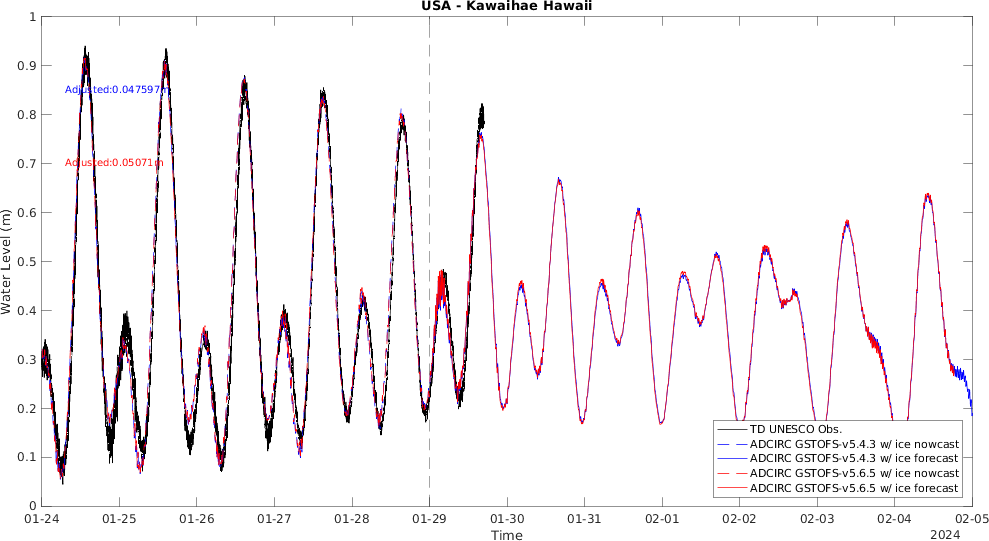 USA - Kawaihae Hawaii
1
0.9
0.8
0.7
0.6
0.5
0.4
0.3
0.2
0.1
0
Water Level (m)
Adjusted:0.047597m
Adjusted:0.05071m
TD UNESCO Obs.
ADCIRC GSTOFS-v5.4.3 w/ ice nowcast
ADCIRC GSTOFS-v5.4.3 w/ ice forecast
ADCIRC GSTOFS-v5.6.5 w/ ice nowcast
ADCIRC GSTOFS-v5.6.5 w/ ice forecast
01-24 01-25 01-26 01-27 01-28 01-29 01-30 01-31 02-01 02-02 02-03 02-04 02-05
Time
2024